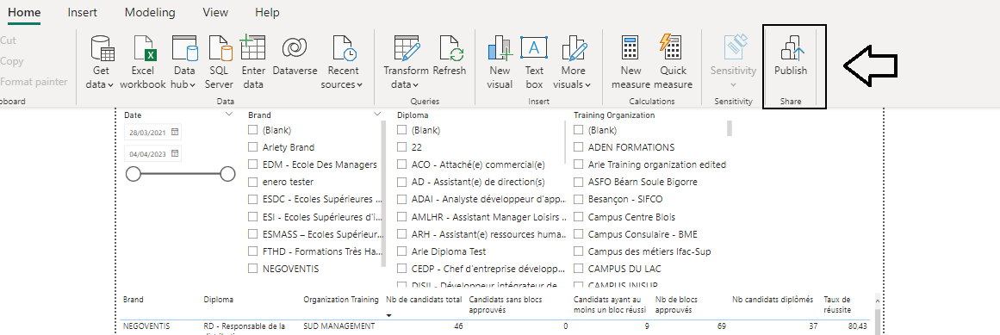 Home Insert Modeling View Help
Cut
Copy
Format painter
Get data
Excel workbook
Data hub
SQL Server
Enter data
Dataverse
Recent sources
Transform data
Refresh
New visual
Text box
More visuals
New measure
Quick measure
Sensitivity
Publish
pboard Data Queries Insert Calculations Sensitivity Share
Date
28/03/2021
04/04/2023
Brand
(Blank)
Arlety Brand
EDM - Ecole Des Managers
enero tester
ESDC - Ecoles Supérieures ...
ESI - Ecoles Supérieures d'i...
ESMASS – Ecoles Supérieur...
FTHD - Formations Très Ha...
NEGOVENTIS
Diploma
(Blank)
22
ACO - Attaché(e) commercial(e)
AD - Assistant(e) de direction(s)
ADAI - Analyste développeur d'app...
AMLHR - Assistant Manager Loisirs ...
ARH - Assistant(e) ressources huma...
Arle Diploma Test
CEDP - Chef d'entreprise développ...
DISII - Développeur intégrateur de
Training Organization
(Blank)
ADEN FORMATIONS
Arle Training organization edited
ASFO Béarn Soule Bigorre
Besançon - SIFCO
Campus Centre Blois
Campus Consulaire - BME
Campus des métiers Ifac-Sup
CAMPUS DU LAC
CAMPUS INISUP
Brand Diploma Organization Training Nb de candidats total Candidats sans blocs approuvés Candidats ayant au moins un bloc réussi Nb de blocs approuvés Nb candidats diplômés Taux de réussite
NEGOVENTIS RD - Responsable de la SUD MANAGEMENT 46 0 9 69 37 80,43